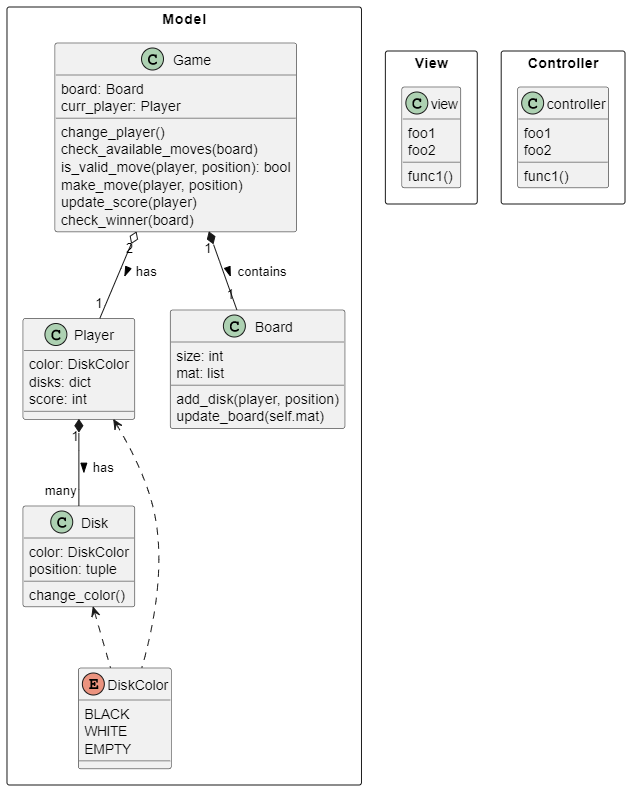 Model
C Game
board: Board
curr_player: Player
change_player()
check_available_moves(board)
is_valid_move(player, position): bool
make_move(player, position)
update_score(player)
check_winner(board)
2
1
has
contains
1
1
C Player
color: DiskColor
disks: dict
score: int
C Board
size: int
mat: list
add_disk(player, position)
update_board(self.mat)
1
has
many
C Disk
color: DiskColor
position: tuple
change_color()
E DiskColor
BLACK
WHITE
EMPTY
View
C view
foo1
foo2
func1()
Controller
C controller
foo1
foo2
func1()